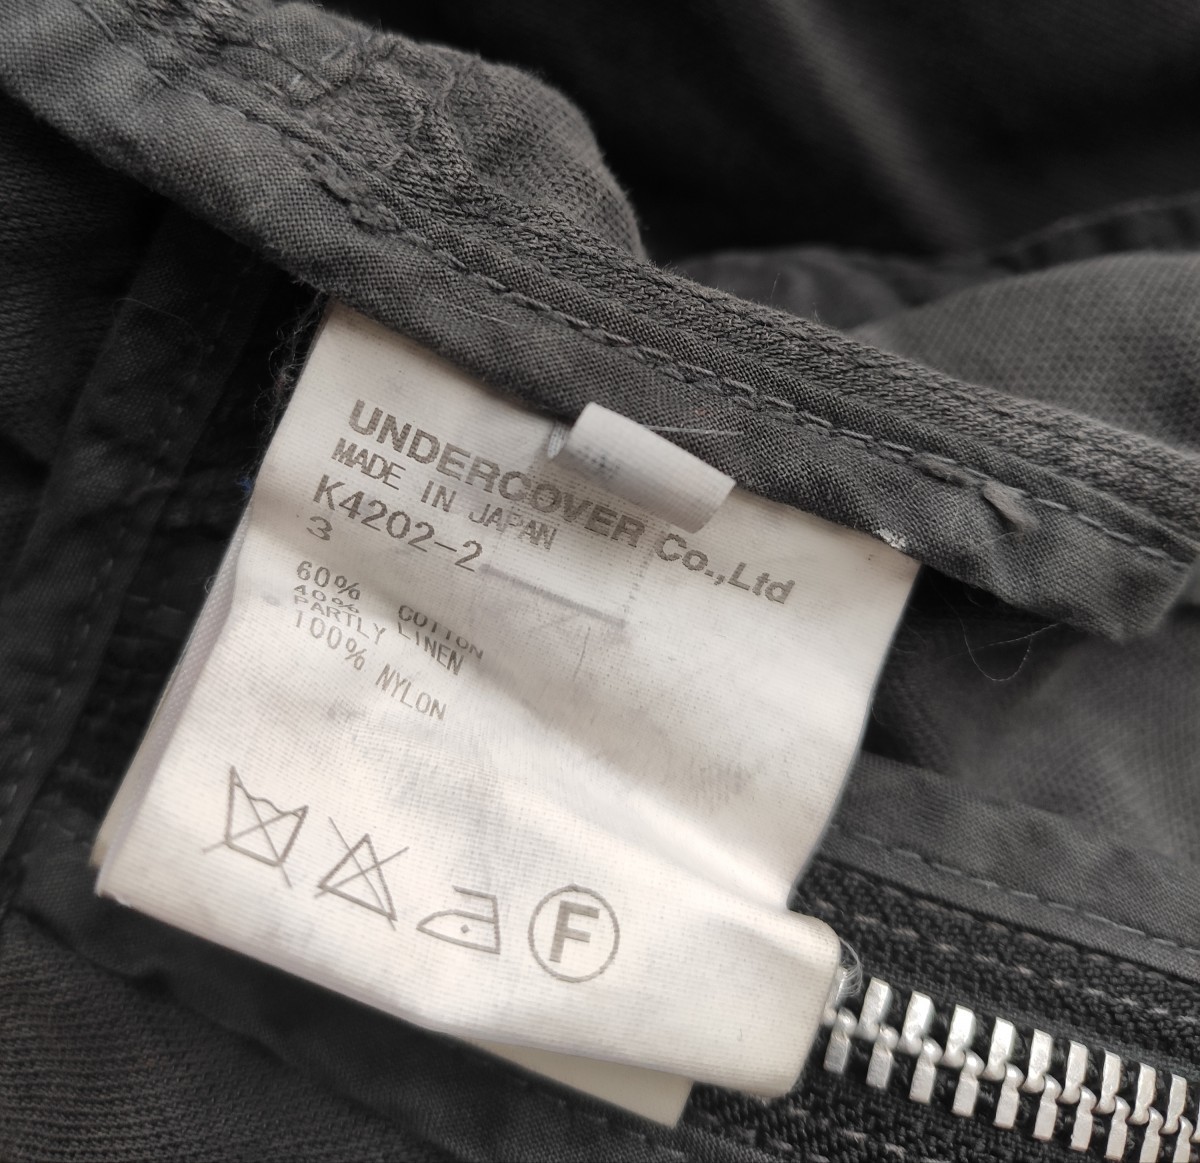 UNDERCOVER Co.,Ltd
MADE IN JAPAN
K4202-2
3
60% COTTON
40% LINEN
PARTLY
100% NYLON
F